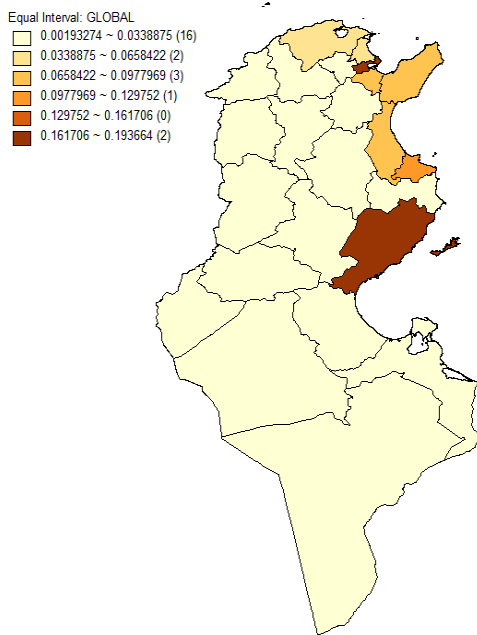 Equal Interval: GLOBAL
0.00193274 ~ 0.0338875 (16)
0.0338875 ~ 0.0658422 (2)
0.0658422 ~ 0.0977969 (3)
0.0977969 ~ 0.129752 (1)
0.129752 ~ 0.161706 (0)
0.161706 ~ 0.193664 (2)